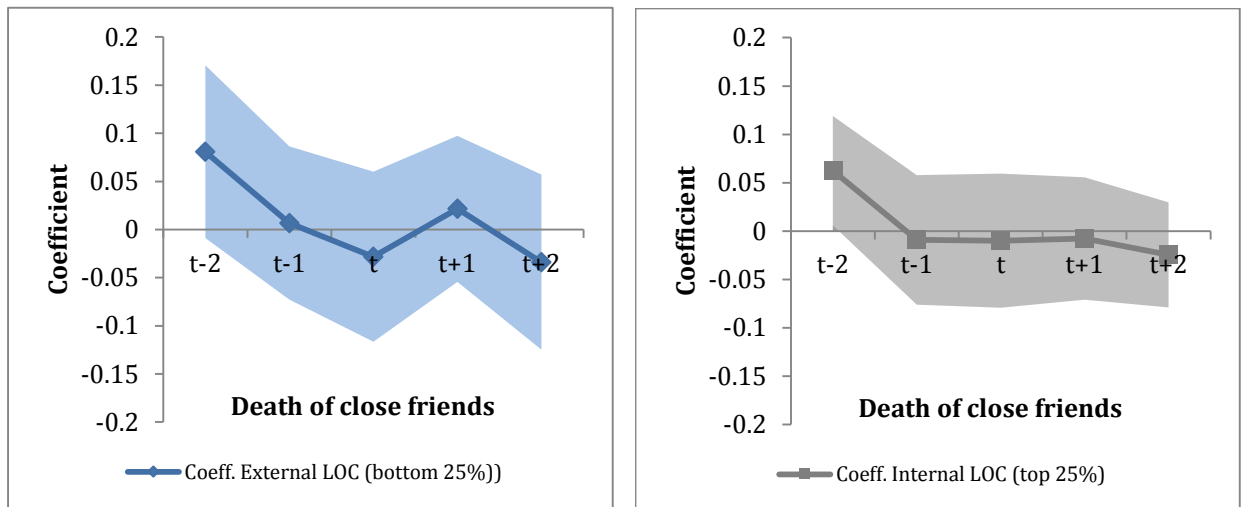 0.2
0.15
0.1
0.05
0
-0.05
-0.1
-0.15
-0.2
Coefficient
t-2
t-1
t
t+1
t+2
Death of close friends
Coeff. External LOC (bottom 25%))
0.2
0.15
0.1
0.05
0
-0.05
-0.1
-0.15
-0.2
Coefficient
t-2
t-1
t
t+1
t+2
Death of close friends
Coeff. Internal LOC (top 25%)